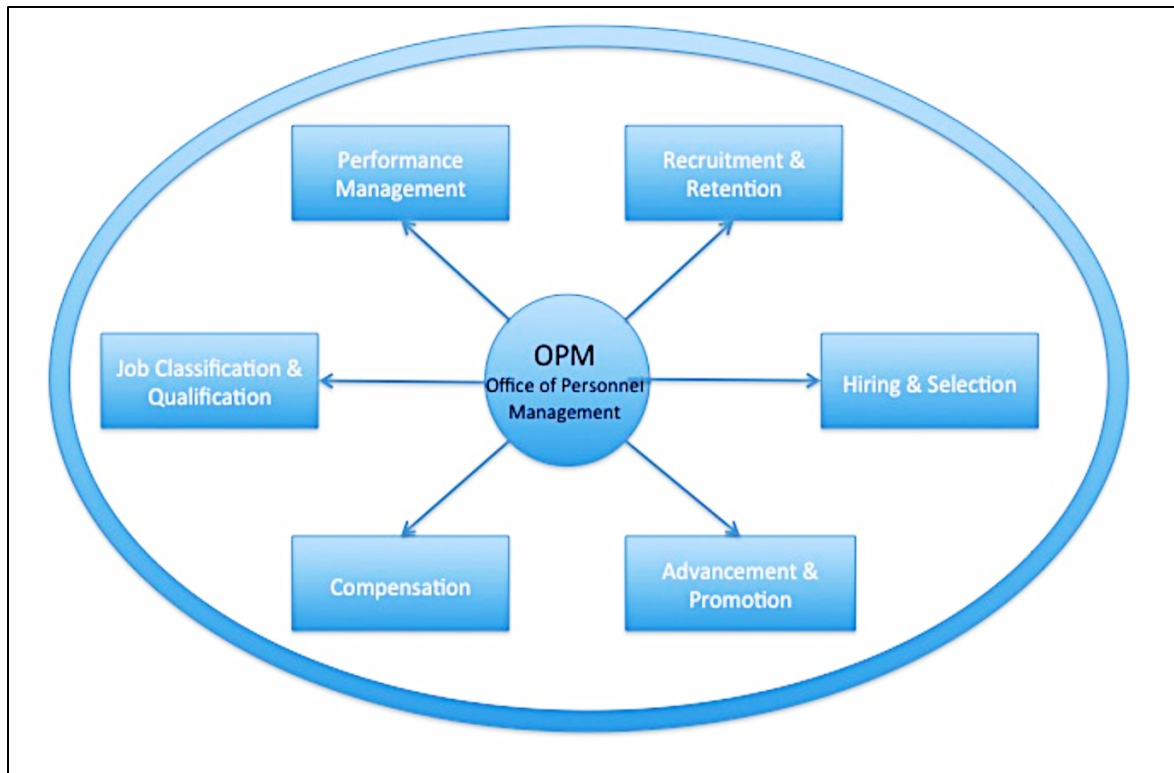 Performance
Management
Recruitment &
Retention
Job Classification &
Qualification
OPM
Office of Personnel
Management
Hiring & Selection
Compensation
Advancement &
Promotion